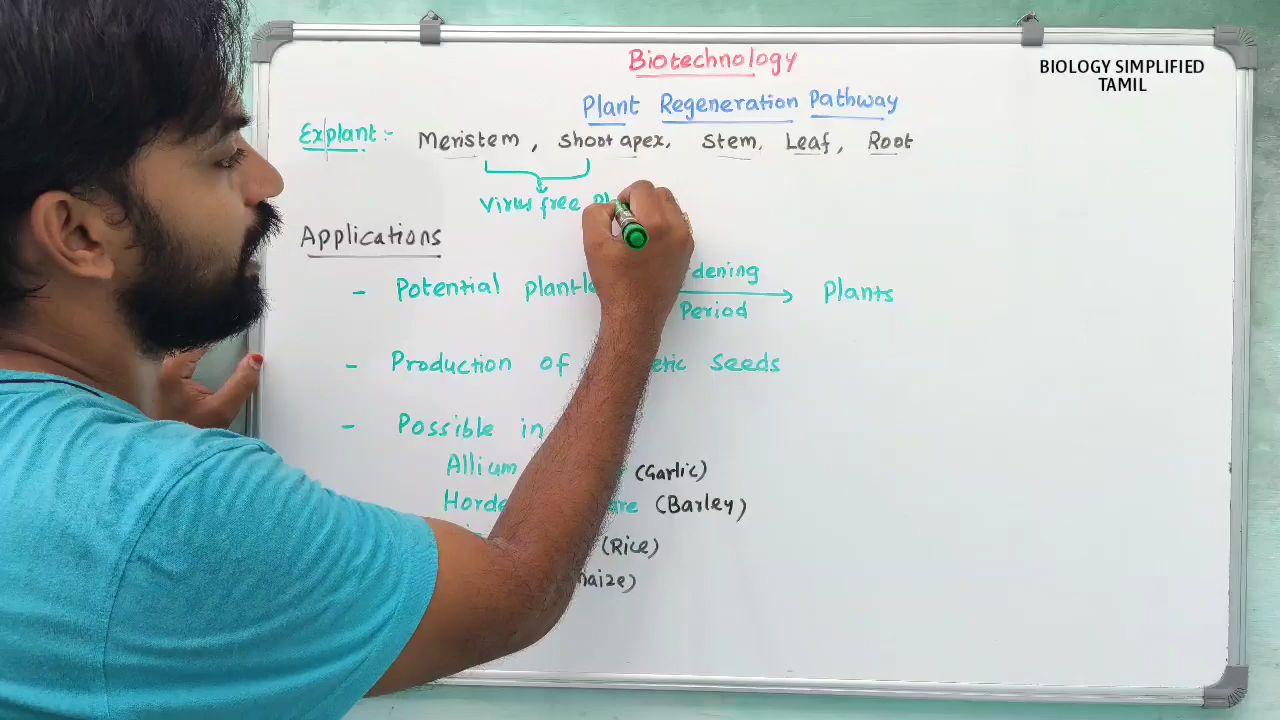 Biotechnology
BIOLOGY SIMPLIFIED
TAMIL
Plant Regeneration Pathway
Explant :- Meristem, Shoot apex, Stem, Leaf, Root
Virus free
Applications
- Potential Period Plants
- Production of Seeds
- Possible in
Allium (Garlic)
(Barley)
(Rice)